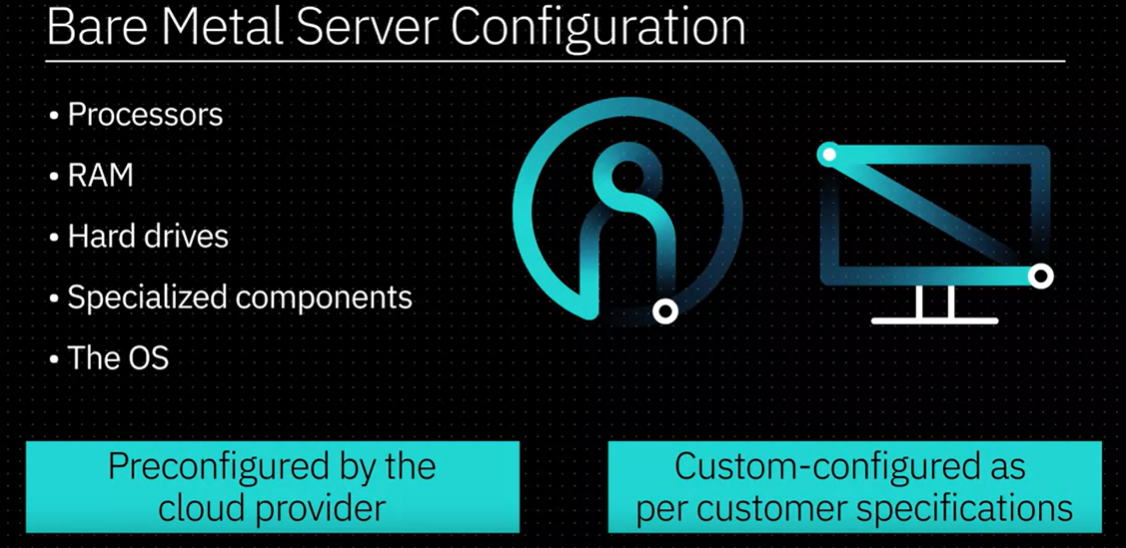 Bare Metal Server Configuration
• Processors
• RAM
• Hard drives
• Specialized components
• The OS
Preconfigured by the
cloud provider
Custom-configured as
per customer specifications